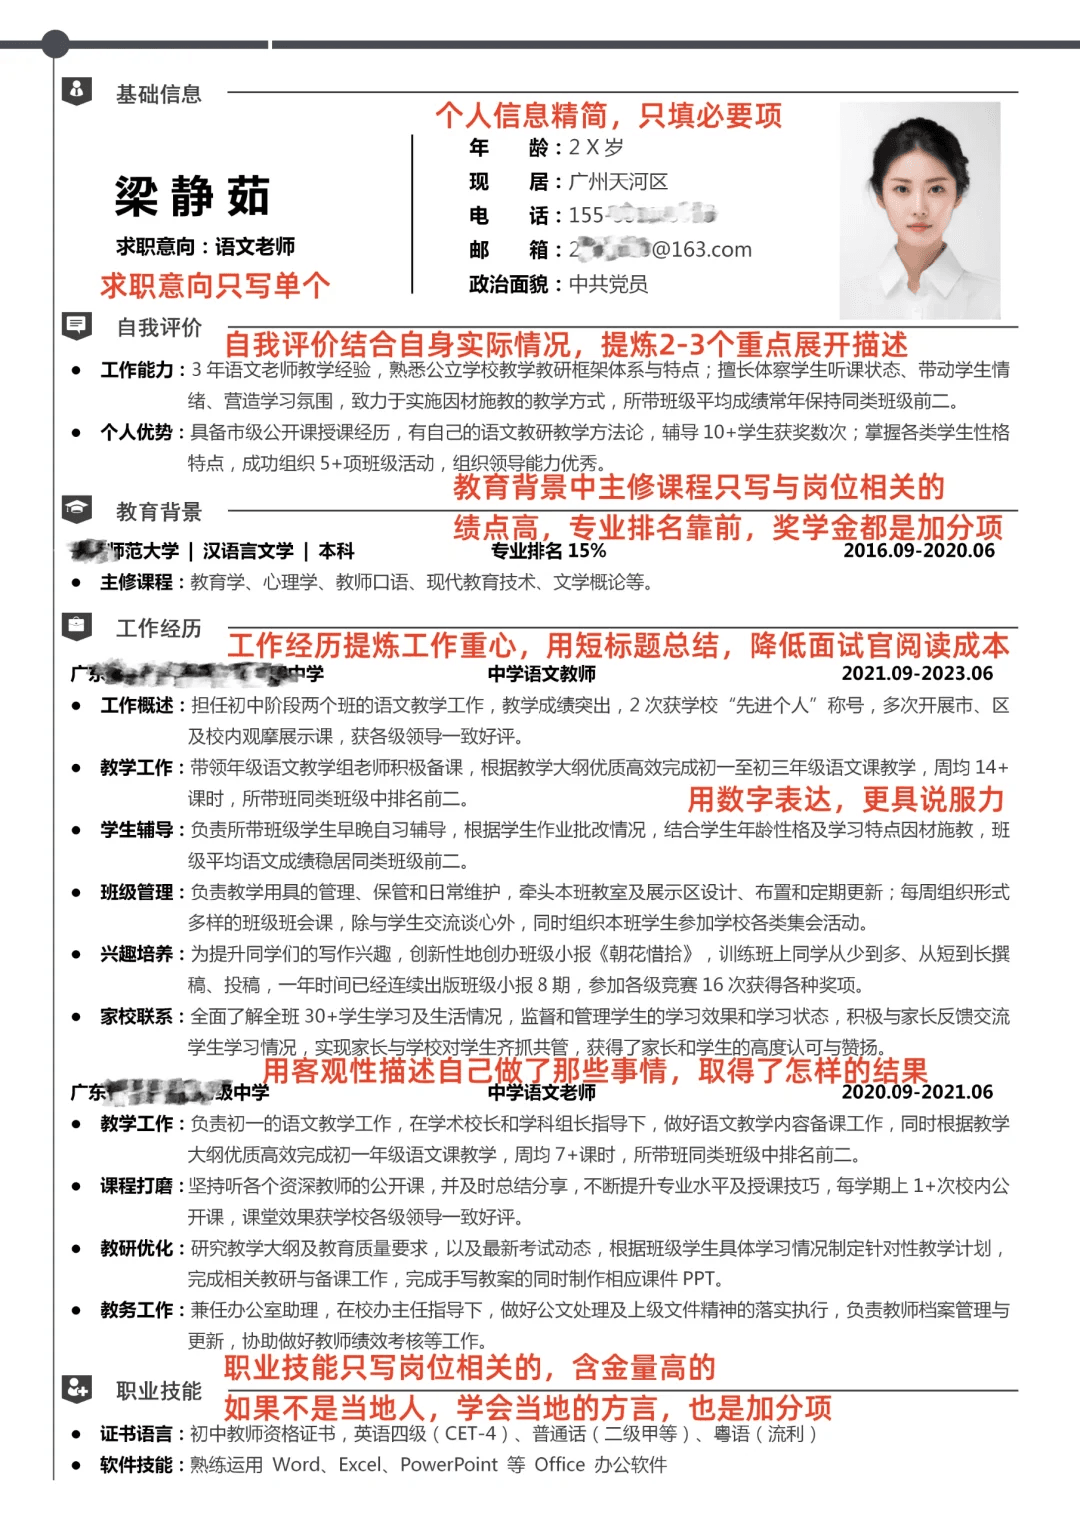 基础信息
个人信息精简，只填必要项
梁静茹
求职意向：语文老师
求职意向只写单个
年 龄：2 X 岁
现 居：广州天河区
电 话：155-
邮 箱：2 @163.com
政治面貌：中共党员
自我评价
自我评价结合自身实际情况，提炼2-3个重点展开描述
● 工作能力：3 年语文老师教学经验，熟悉公立学校教学教研框架体系与特点；擅长体察学生听课状态、带动学生情
绪、营造学习氛围，致力于实施因材施教的教学方式，所带班级平均成绩常年保持同类班级前二。
● 个人优势：具备市级公开课授课经历，有自己的语文教研教学方法论，辅导 10+学生获奖数次；掌握各类学生性格
特点，成功组织 5+项班级活动，组织领导能力优秀。
教育背景中主修课程只写与岗位相关的
教育背景
绩点高，专业排名靠前，奖学金都是加分项
师范大学 | 汉语言文学 | 本科 专业排名 15% 2016.09-2020.06
● 主修课程：教育学、心理学、教师口语、现代教育技术、文学概论等。
工作经历
工作经历提炼工作重心，用短标题总结，降低面试官阅读成本
广东 中学 中学语文教师 2021.09-2023.06
● 工作概述：担任初中阶段两个班的语文教学工作，教学成绩突出，2 次获学校“先进个人”称号，多次开展市、区
及校内观摩展示课，获各级领导一致好评。
● 教学工作：带领年级语文教学组老师积极备课，根据教学大纲优质高效完成初一至初三年级语文课教学，周均 14+
课时，所带班同类班级中排名前二。
用数字表达，更具说服力
● 学生辅导：负责所带班级学生早晚自习辅导，根据学生作业批改情况，结合学生年龄性格及学习特点因材施教，班
级平均语文成绩稳居同类班级前二。
● 班级管理：负责教学用具的管理、保管和日常维护，牵头本班教室及展示区设计、布置和定期更新；每周组织形式
多样的班级班会课，除与学生交流谈心外，同时组织本班学生参加学校各类集会活动。
● 兴趣培养：为提升同学们的写作兴趣，创新性地创办班级小报《朝花惜拾》，训练班上同学从少到多、从短到长撰
稿、投稿，一年时间已经连续出版班级小报 8 期，参加各级竞赛 16 次获得各种奖项。
● 家校联系：全面了解全班 30+学生学习及生活情况，监督和管理学生的学习效果和学习状态，积极与家长反馈交流
学生学习情况，实现家长与学校对学生齐抓共管，获得了家长和学生的高度认可与赞扬。
用客观性描述自己做了那些事情，取得了怎样的结果
广东 级中学 中学语文老师 2020.09-2021.06
● 教学工作：负责初一的语文教学工作，在学术校长和学科组长指导下，做好语文教学内容备课工作，同时根据教学
大纲优质高效完成初一年级语文课教学，周均 7+课时，所带班同类班级中排名前二。
● 课程打磨：坚持听各个资深教师的公开课，并及时总结分享，不断提升专业水平及授课技巧，每学期上 1+次校内公
开课，课堂效果获学校各级领导一致好评。
● 教研优化：研究教学大纲及教育质量要求，以及最新考试动态，根据班级学生具体学习情况制定针对性教学计划，
完成相关教研与备课工作，完成手写教案的同时制作相应课件 PPT。
● 教务工作：兼任办公室助理，在校办主任指导下，做好公文处理及上级文件精神的落实执行，负责教师档案管理与
更新，协助做好教师绩效考核等工作。
职业技能只写岗位相关的，含金量高的
职业技能
如果不是当地人，学会当地的方言，也是加分项
● 证书语言：初中教师资格证书，英语四级（CET-4）、普通话（二级甲等）、粤语（流利）
● 软件技能：熟练运用 Word、Excel、PowerPoint 等 Office 办公软件